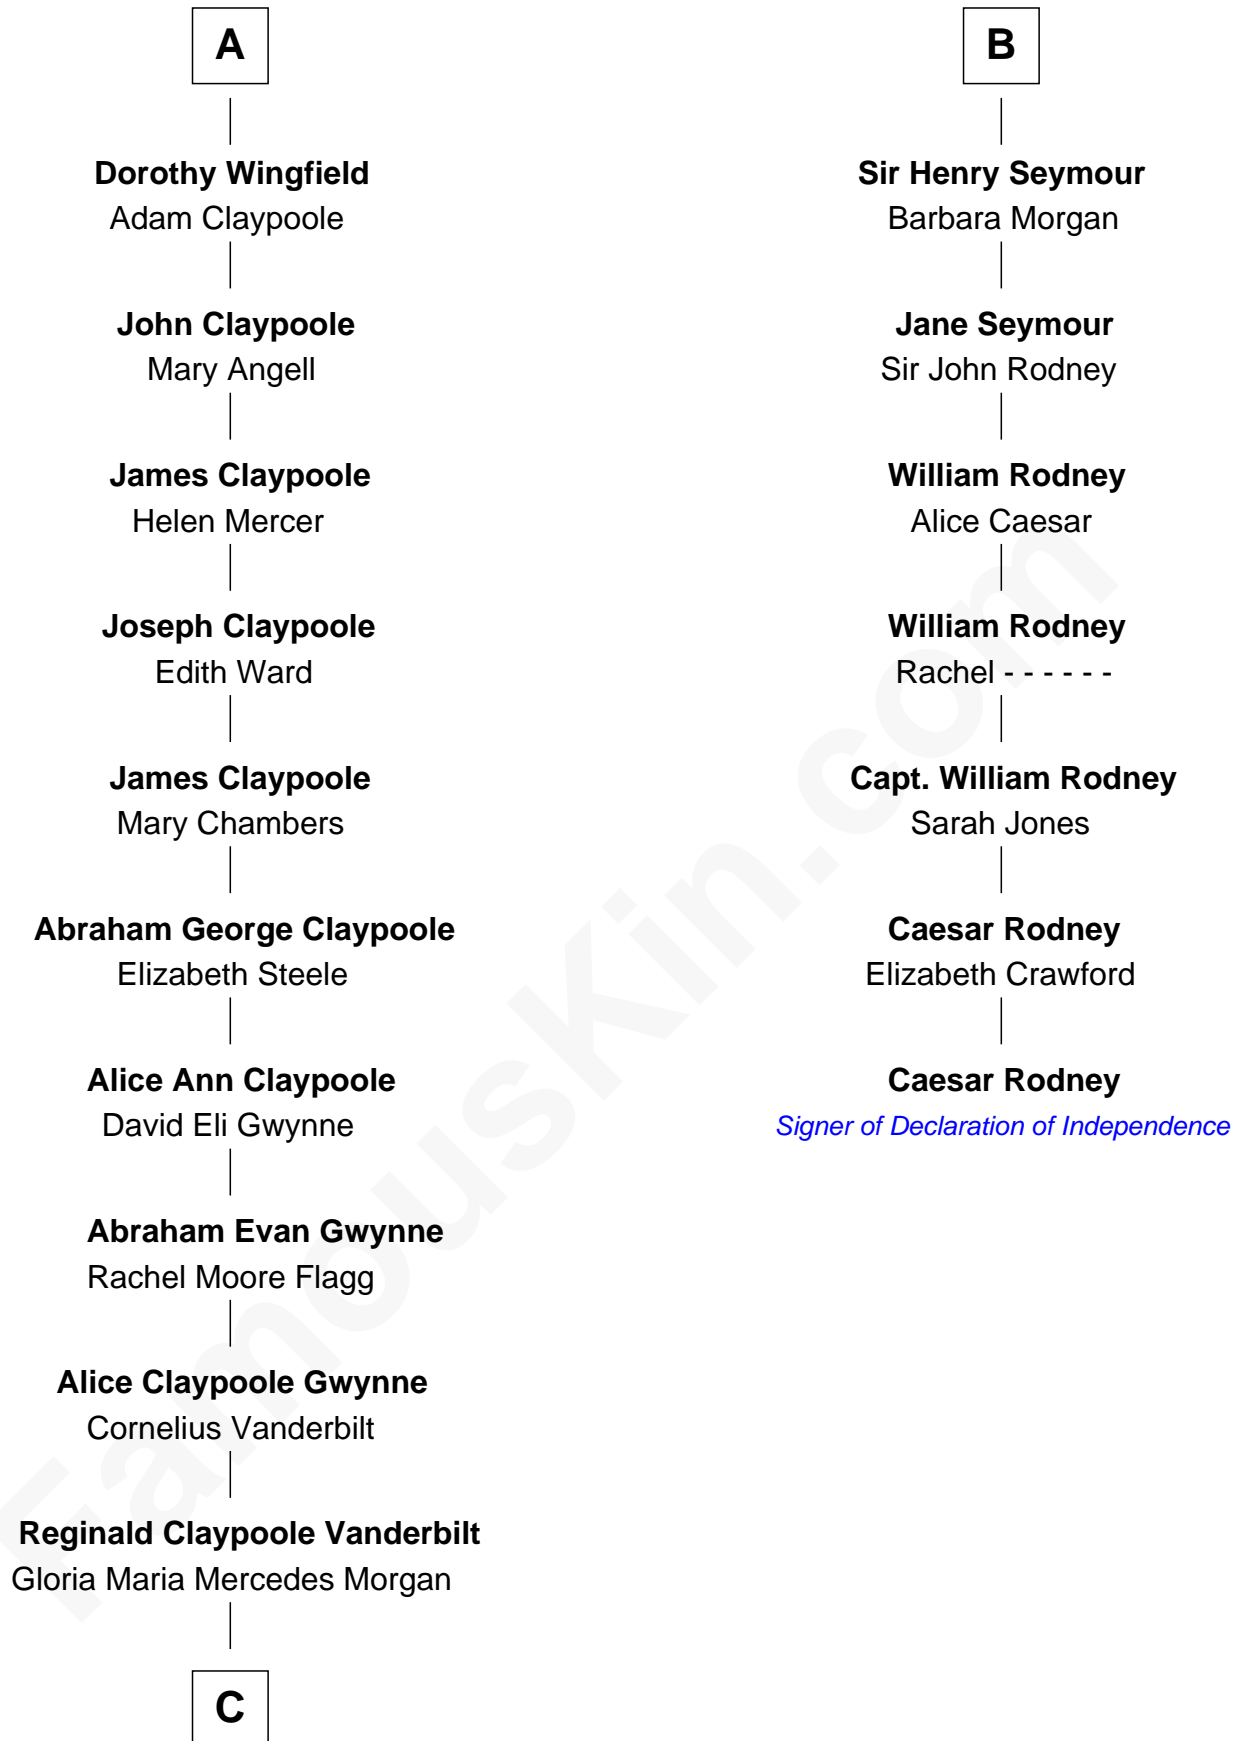 A
Dorothy Wingfield
Adam Claypoole
John Claypoole
Mary Angell
James Claypoole
Helen Mercer
Joseph Claypoole
Edith Ward
James Claypoole
Mary Chambers
Abraham George Claypoole
Elizabeth Steele
Alice Ann Claypoole
David Eli Gwynne
Abraham Evan Gwynne
Rachel Moore Flagg
Alice Claypoole Gwynne
Cornelius Vanderbilt
Reginald Claypoole Vanderbilt
Gloria Maria Mercedes Morgan
C
B
Sir Henry Seymour
Barbara Morgan
Jane Seymour
Sir John Rodney
William Rodney
Alice Caesar
William Rodney
Rachel - - - - - -
Capt. William Rodney
Sarah Jones
Caesar Rodney
Elizabeth Crawford
Caesar Rodney
Signer of Declaration of Independence
FamousKin.com